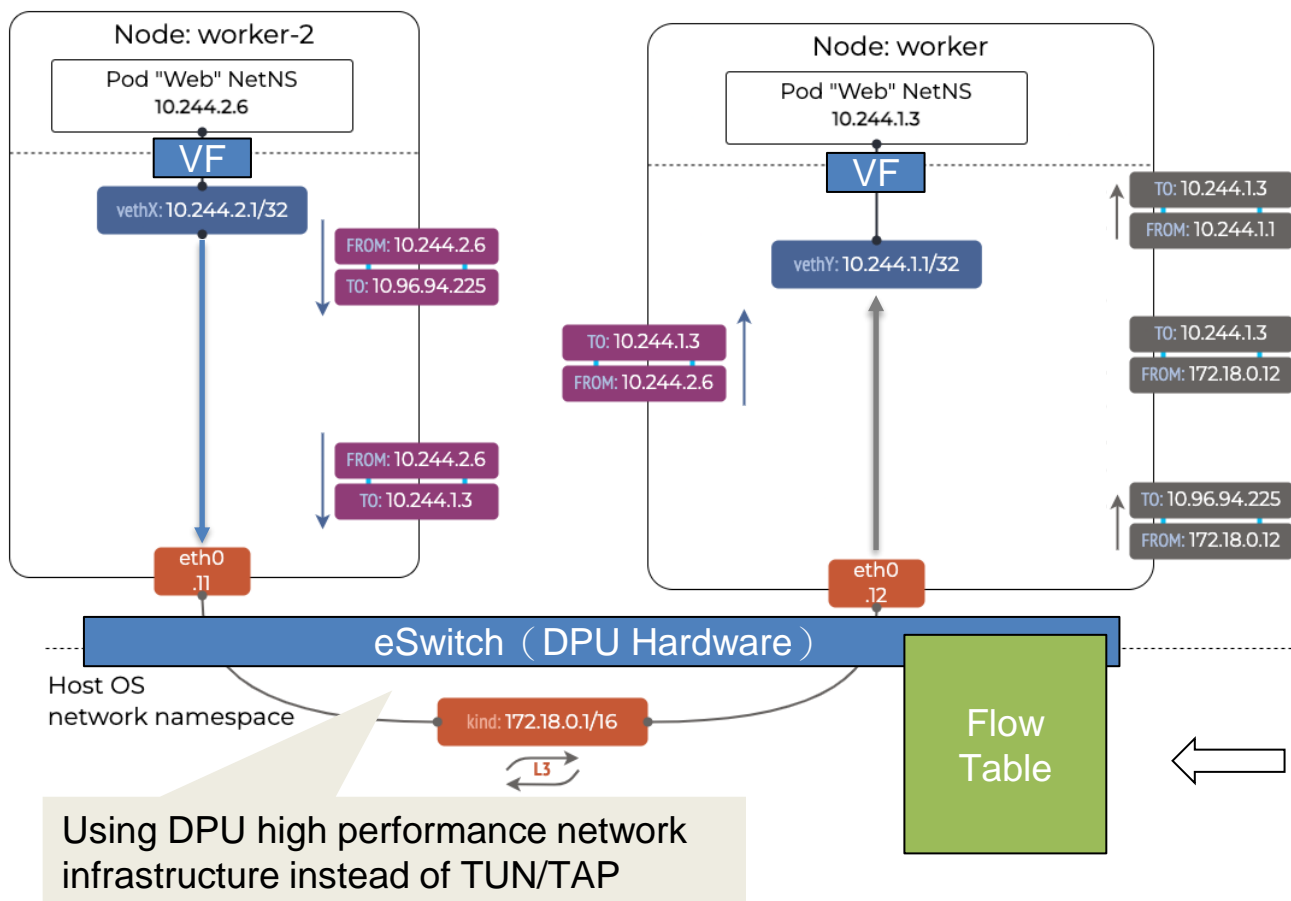 Node: worker-2
Pod "Web" NetNS
10.244.2.6
VF
vethX: 10.244.2.1/32
FROM: 10.244.2.6
TO: 10.96.94.225
FROM: 10.244.2.6
TO: 10.244.1.3
eth0
.11
Node: worker
Pod "Web" NetNS
10.244.1.3
VF
vethY: 10.244.1.1/32
TO: 10.244.1.3
FROM: 10.244.2.6
TO: 10.244.1.3
FROM: 10.244.1.1
TO: 10.244.1.3
FROM: 172.18.0.12
TO: 10.96.94.225
FROM: 172.18.0.12
eth0
.12
eSwitch（DPU Hardware）
Host OS
network namespace
kind: 172.18.0.1/16
L3
Flow
Table
Using DPU high performance network
infrastructure instead of TUN/TAP